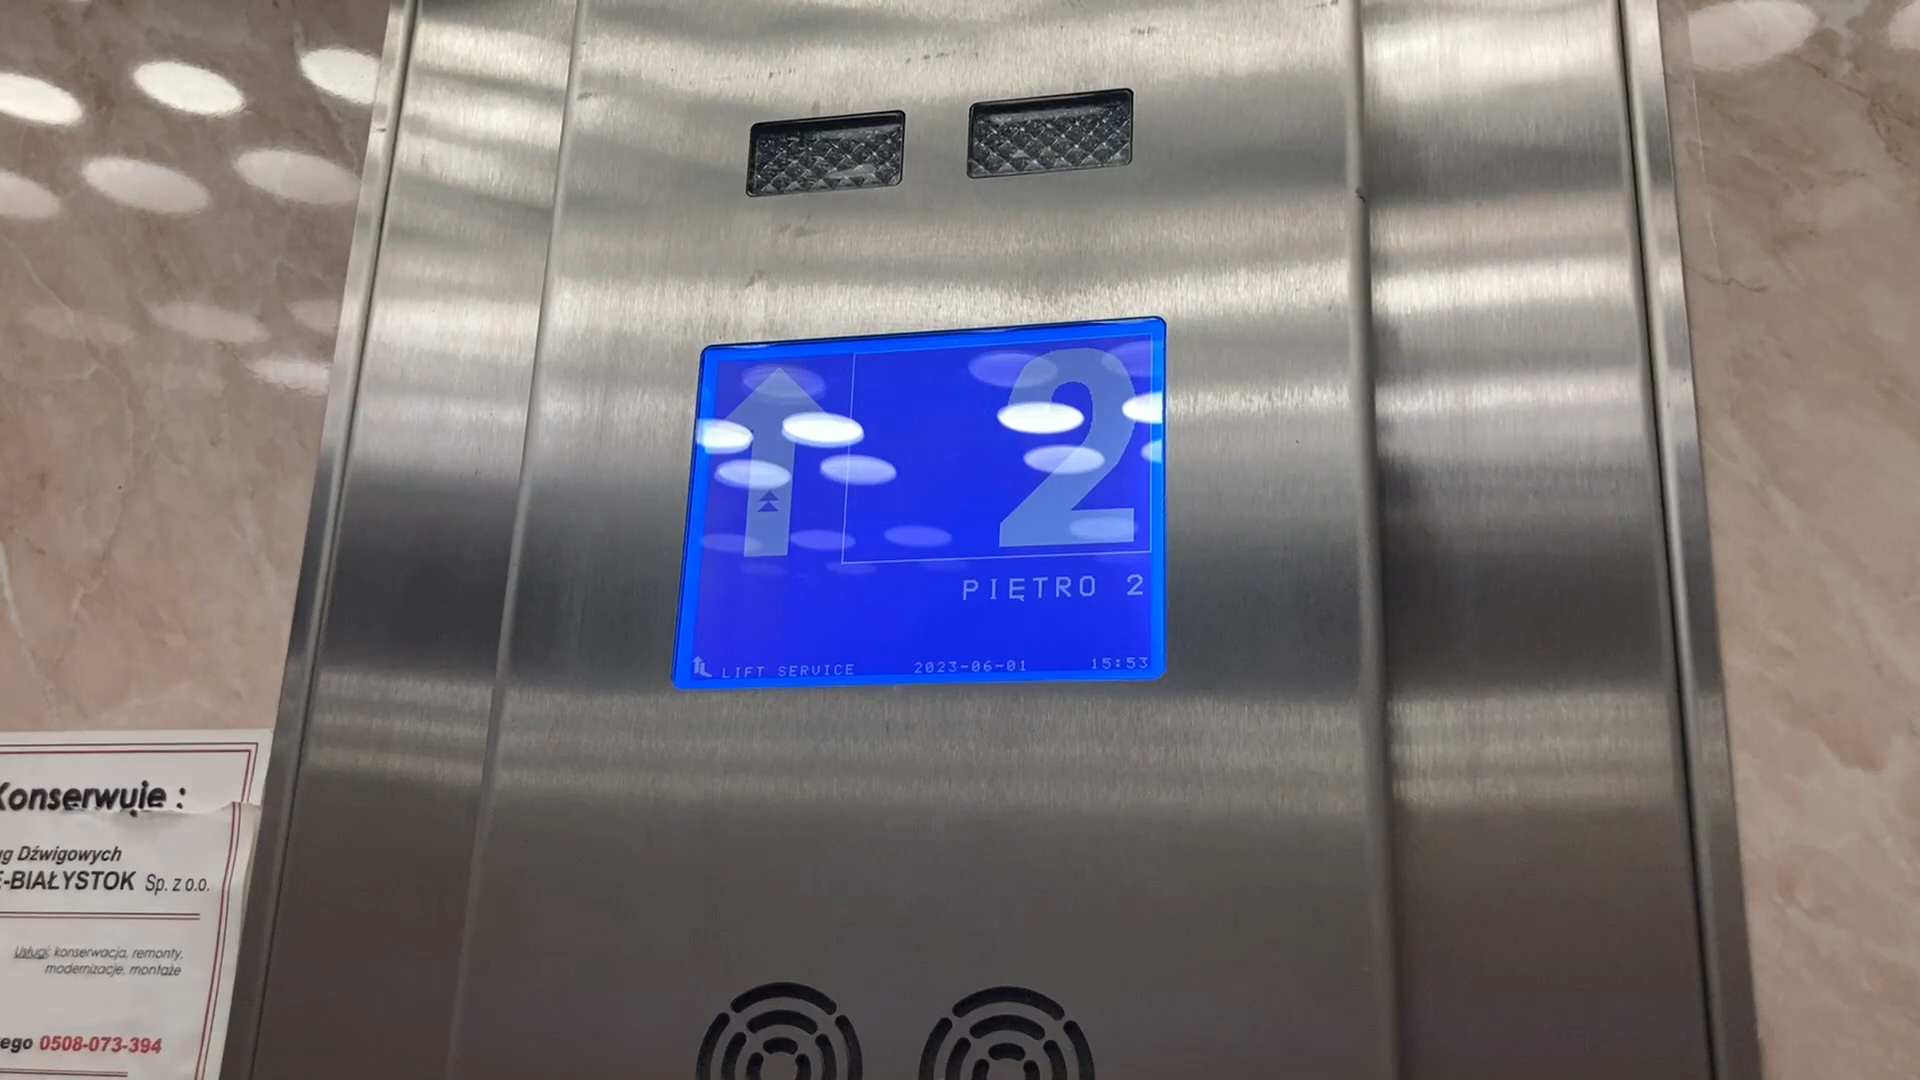 2
PIĘTRO 2
LIFT SERVICE 2023-06-01 15:53
Konserwuje :
Dźwigowych
-BIAŁYSTOK Sp. z o.o.
Usługi: konserwacja, remonty,
modernizacje, montaże
0508-073-394